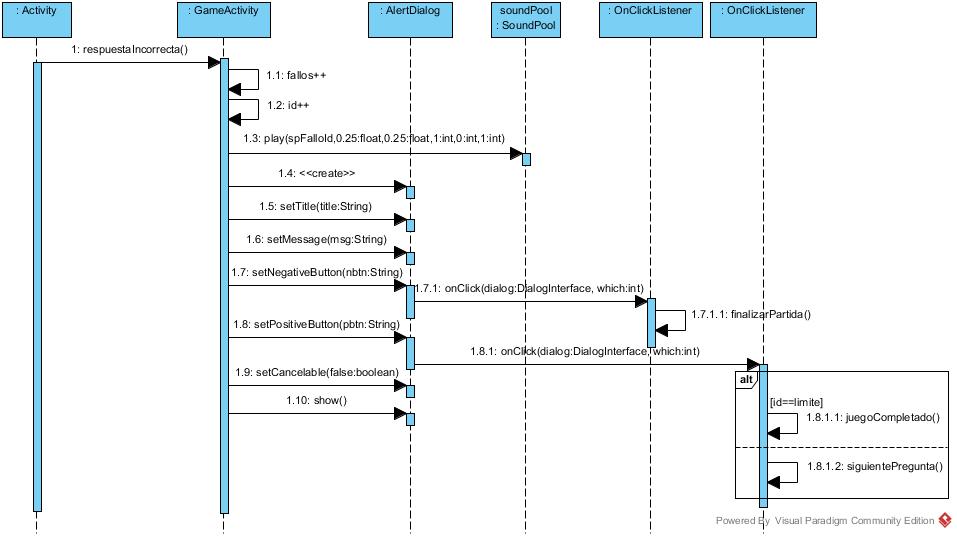 : Activity
: GameActivity
: AlertDialog
soundPool
: SoundPool
: OnClickListener
: OnClickListener
1: respuestaIncorrecta()
1.1: fallos++
1.2: id++
1.3: play(spFalloId,0.25:float,0.25:float,1:int,0:int,1:int)
1.4: <<create>>
1.5: setTitle(title:String)
1.6: setMessage(msg:String)
1.7: setNegativeButton(nbtn:String)
1.7.1: onClick(dialog:DialogInterface, which:int)
1.7.1.1: finalizarPartida()
1.8: setPositiveButton(pbtn:String)
1.8.1: onClick(dialog:DialogInterface, which:int)
1.9: setCancelable(false:boolean)
alt
1.10: show()
[id==limite]
1.8.1.1: juegoCompletado()
1.8.1.2: siguientePregunta()
Powered By Visual Paradigm Community Edition